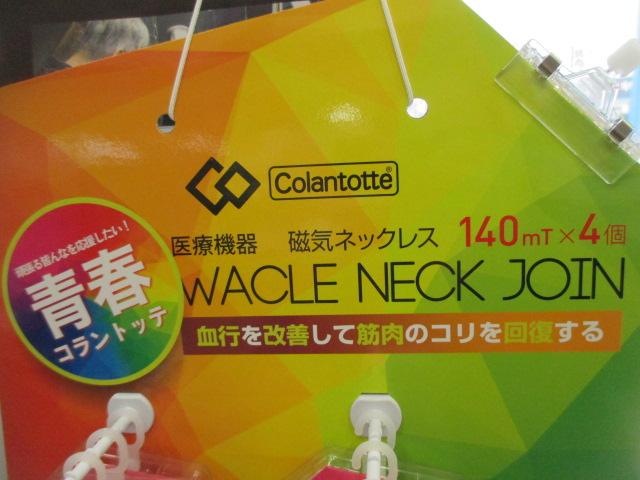 Colantotte®
医療機器 磁気ネックレス 140mT×4個
WACLE NECK JOIN
血行を改善して筋肉のコリを回復する
頑張る皆んなを応援したい!
青春
コラントッテ